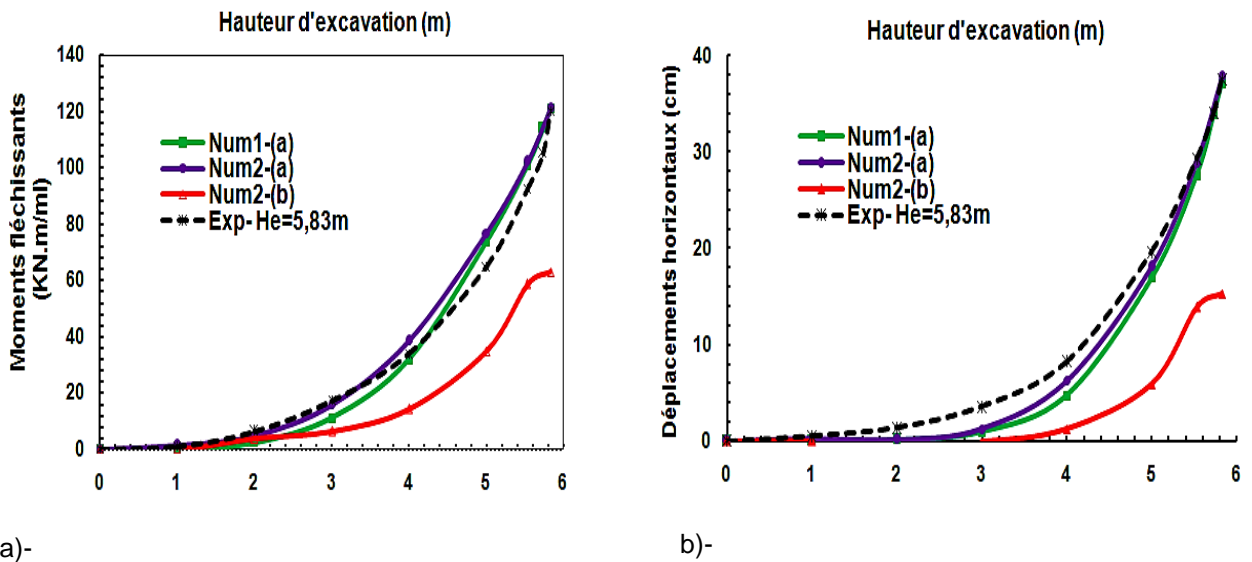 Hauteur d'excavation (m)
Moments fléchissants
(KN.m/ml)
140
120
100
80
60
40
20
0
Num1-(a)
Num2-(a)
Num2-(b)
Exp- He=5,83m
0 1 2 3 4 5 6
a)-
Hauteur d'excavation (m)
Déplacements horizontaux (cm)
40
30
20
10
0
Num1-(a)
Num2-(a)
Num2-(b)
Exp- He=5,83m
0 1 2 3 4 5 6
b)-